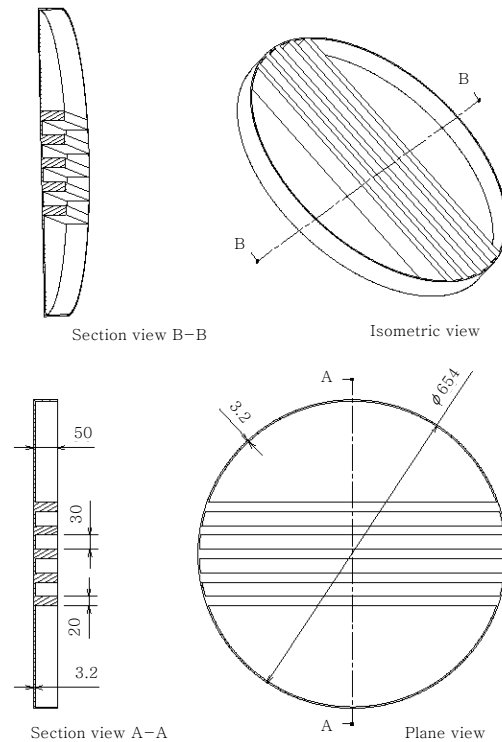 B
B
Section view B-B
Isometric view
A
3.2
ϕ654
50
30
20
3.2
A
Section view A-A
Plane view